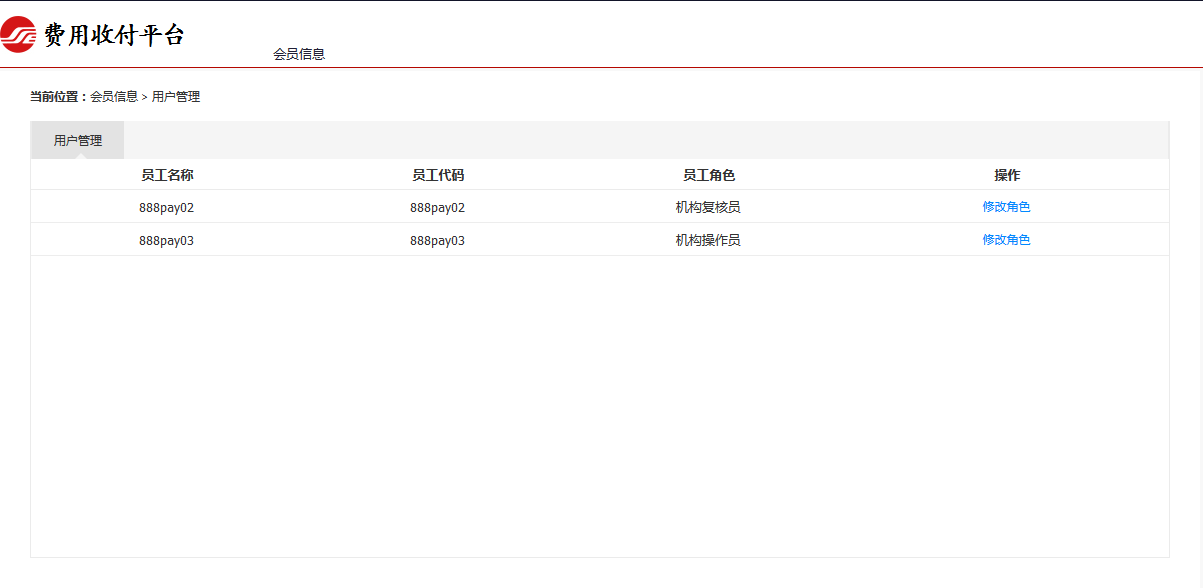 费用收付平台
会员信息
当前位置：会员信息 > 用户管理
用户管理
员工名称 员工代码 员工角色 操作
888pay02 888pay02 机构复核员 修改角色
888pay03 888pay03 机构操作员 修改角色